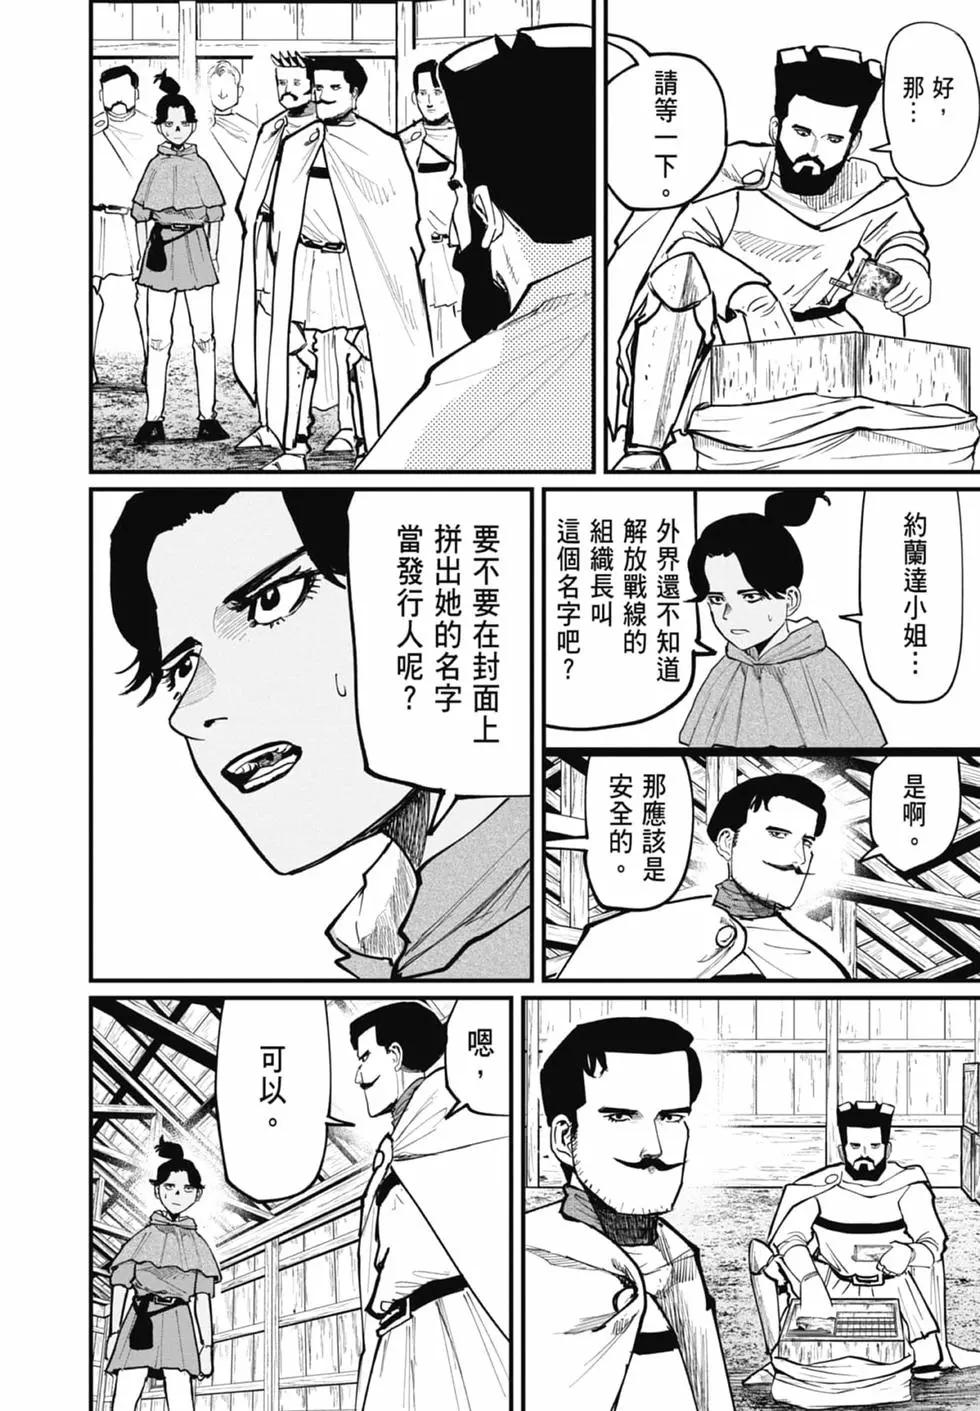 好，
那…
請等一下。
約蘭達小姐…
外界還不知道
解放戰線的
組織長叫
這個名字吧？
是啊。
那應該是
安全的。
要不要在封面上
拼出她的名字
當發行人呢？
嗯，
可以。